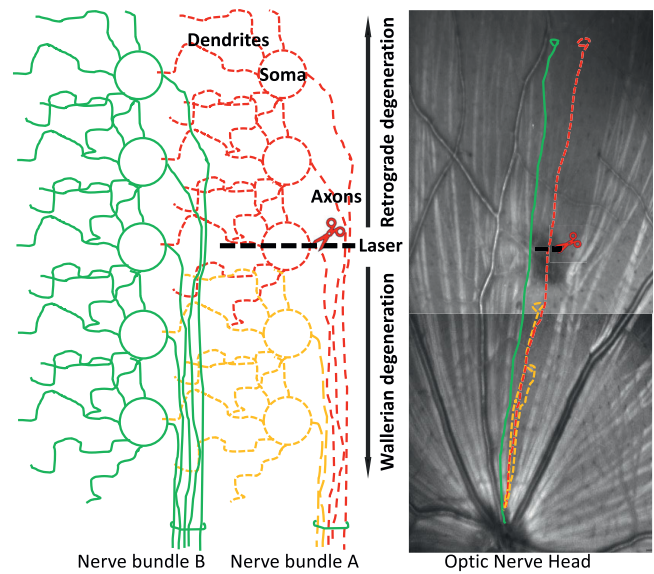 Dendrites
Soma
Axons
Laser
Retrograde degeneration
Wallerian degeneration
Nerve bundle B
Nerve bundle A
Optic Nerve Head